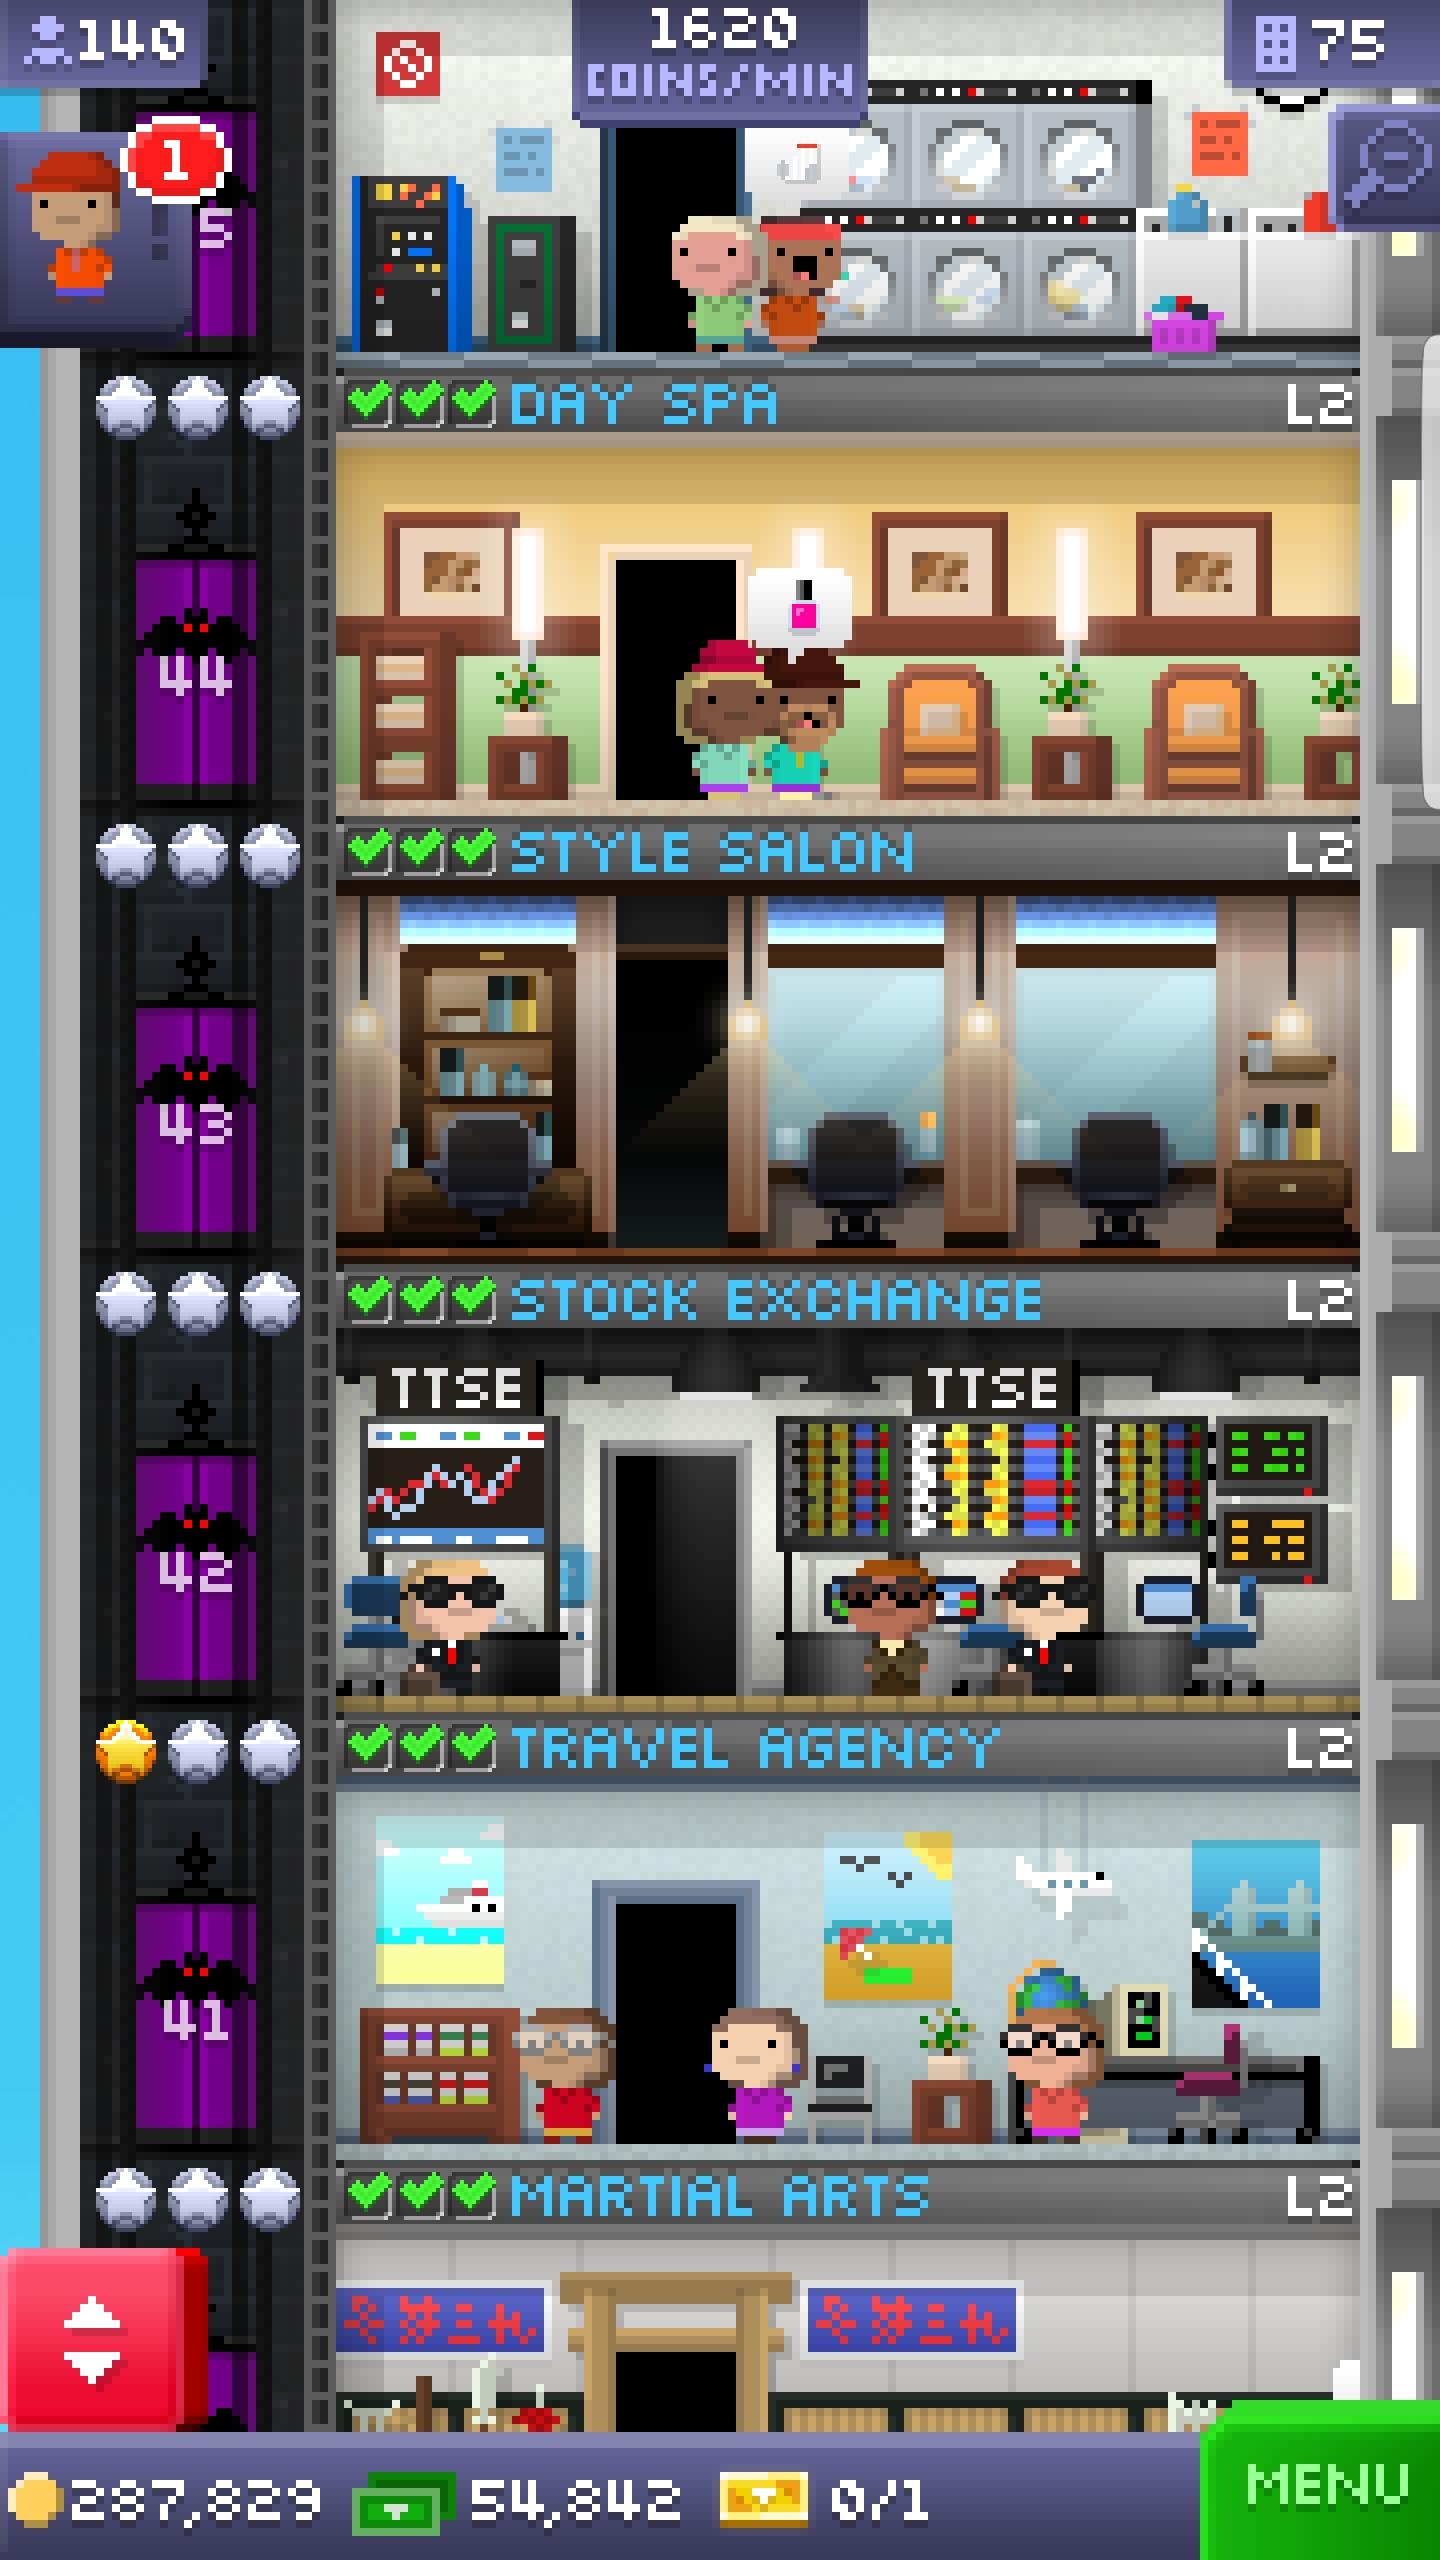 140
1620
COINS/MIN
75
1
5
DAY SPA L2
44
STYLE SALON L2
43
STOCK EXCHANGE L2
TTSE TTSE
42
TRAVEL AGENCY L2
41
MARTIAL ARTS L2
287,829 54,842 0/1
MENU